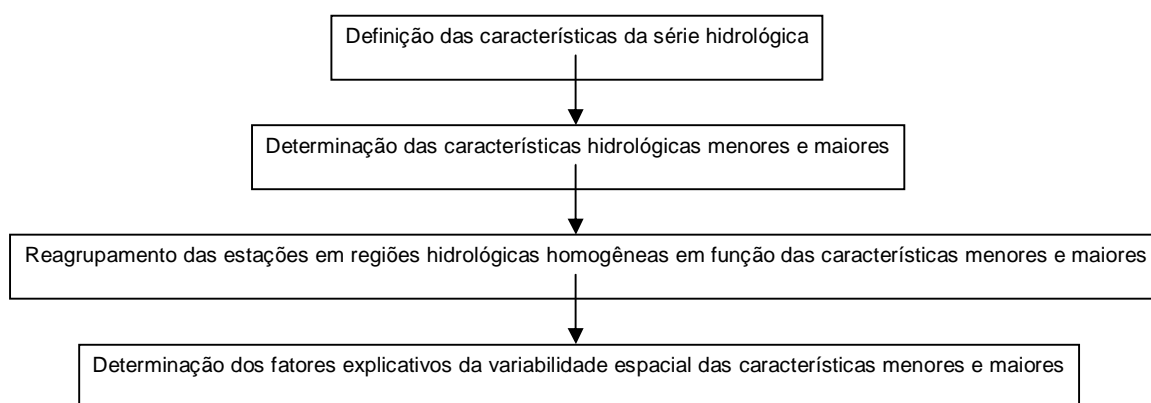 Definição das características da série hidrológica
Determinação das características hidrológicas menores e maiores
Reagrupamento das estações em regiões hidrológicas homogêneas em função das características menores e maiores
Determinação dos fatores explicativos da variabilidade espacial das características menores e maiores